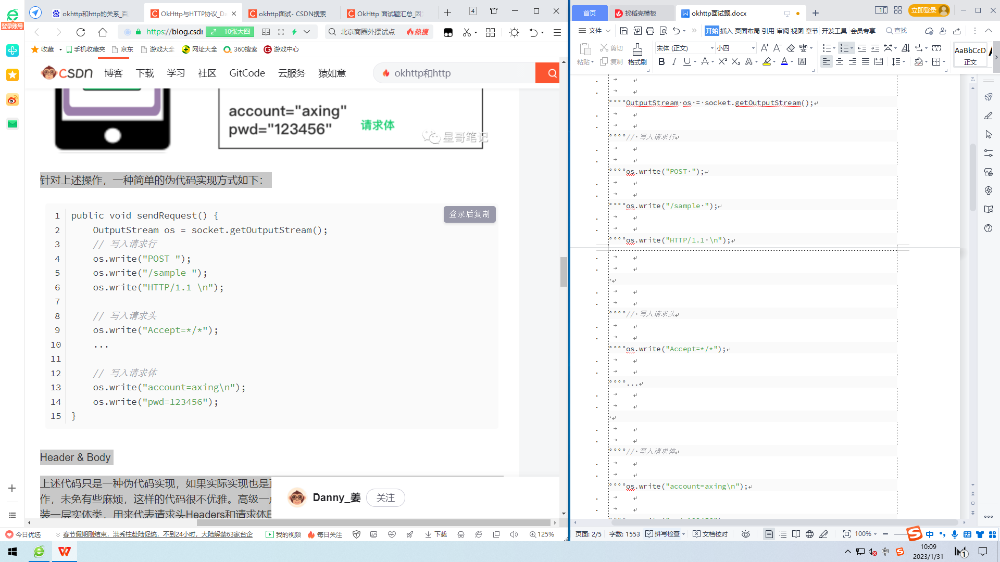 登录账号
okhttp和http的关系_百
OkHttp与HTTP协议_Da
okhttp面试- CSDN搜索
OkHttp 面试题汇总_因
4
https://blog.csdn
10张大图
北京商圈外摆试点
热搜
收藏
手机收藏夹
京东
游戏大全
网址大全
360搜索
游戏中心
CSDN
博客
下载
学习
社区
GitCode
云服务
猿如意
okhttp和http
account="axing"
pwd="123456"
请求体
星哥笔记
针对上述操作，一种简单的伪代码实现方式如下：
登录后复制
1 public void sendRequest() {
2 OutputStream os = socket.getOutputStream();
3 // 写入请求行
4 os.write("POST ");
5 os.write("/sample ");
6 os.write("HTTP/1.1 \n");
7
8 // 写入请求头
9 os.write("Accept=*/*");
10 ...
11
12 // 写入请求体
13 os.write("account=axing\n");
14 os.write("pwd=123456");
15 }
Header & Body
上述代码只是一种伪代码实现，如果实际实现也是
作，未免有些麻烦，这样的代码很不优雅。高级一
装一层实体类，用来代表请求头Headers和请求体
Danny_姜
关注
今日优选
春节假期刚结束，洪秀柱赴陆促统，不到24小时，大陆解禁63家台企
我的视频
每日关注
下载
125%
首页
找稻壳模板
okhttp面试题.docx
立即登录
文件
开始
插入
页面布局
引用
审阅
视图
章节
开发工具
会员专享
查找
粘贴
剪切
复制
格式刷
宋体 (正文)
小四
AaBbCcD
正文
OutputStream os = socket.getOutputStream();
// 写入请求行
os.write("POST ");
os.write("/sample ");
os.write("HTTP/1.1 \n");
// 写入请求头
os.write("Accept=*/*");
...
// 写入请求体
os.write("account=axing\n");
页面: 2/5
字数: 1553
拼写检查
文档校对
100%
中
10:09
2023/1/31
1